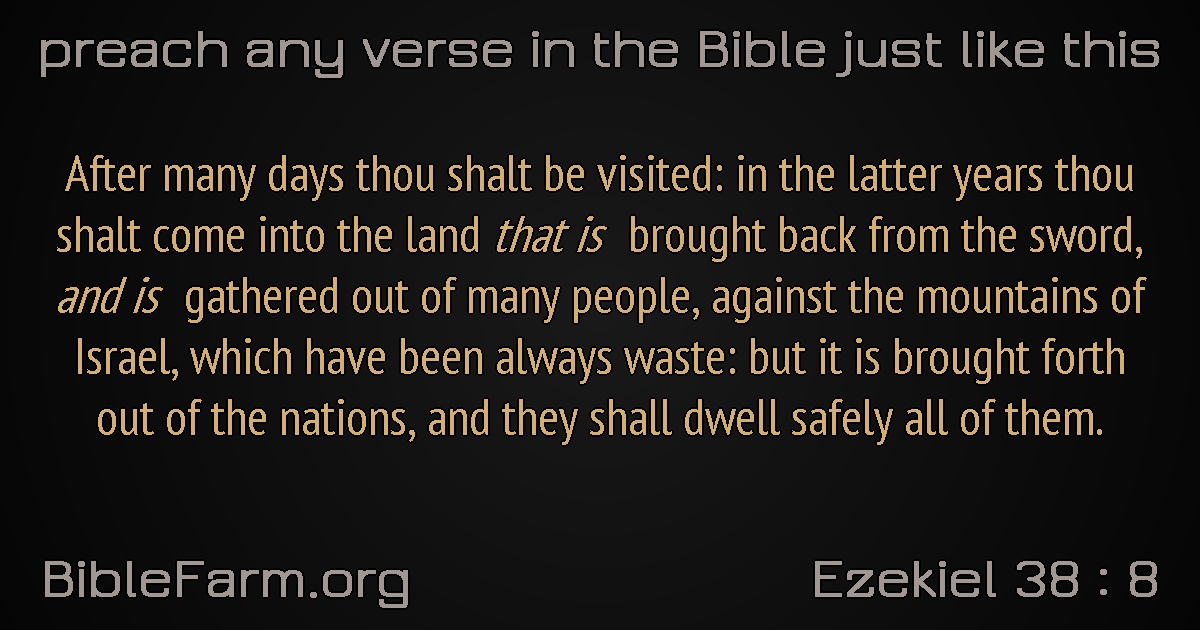 preach any verse in the Bible just like this
After many days thou shalt be visited: in the latter years thou
shalt come into the land that is brought back from the sword,
and is gathered out of many people, against the mountains of
Israel, which have been always waste: but it is brought forth
out of the nations, and they shall dwell safely all of them.
BibleFarm.org
Ezekiel 38 : 8